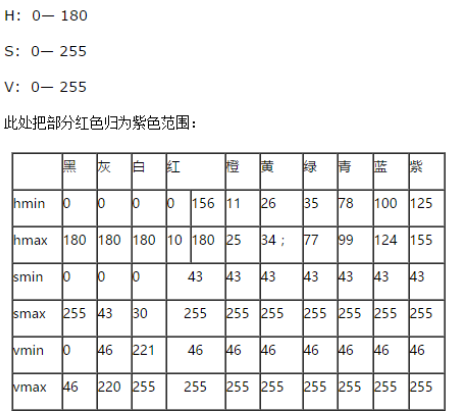 H：0— 180
S：0— 255
V：0— 255
此处把部分红色归为紫色范围：
黑 灰 白 红 橙 黄 绿 青 蓝 紫
hmin 0 0 0 0 156 11 26 35 78 100 125
hmax 180 180 180 10 180 25 34； 77 99 124 155
smin 0 0 0 43 43 43 43 43 43 43
smax 255 43 30 255 255 255 255 255 255 255
vmin 0 46 221 46 46 46 46 46 46 46
vmax 46 220 255 255 255 255 255 255 255 255